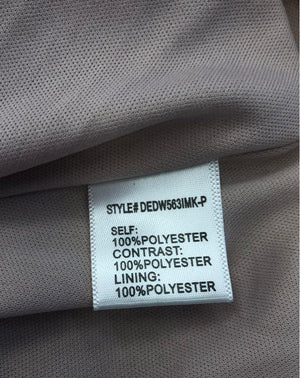 STYLE# DEDW563IMK-P
SELF:
100%POLYESTER
CONTRAST:
100%POLYESTER
LINING:
100%POLYESTER